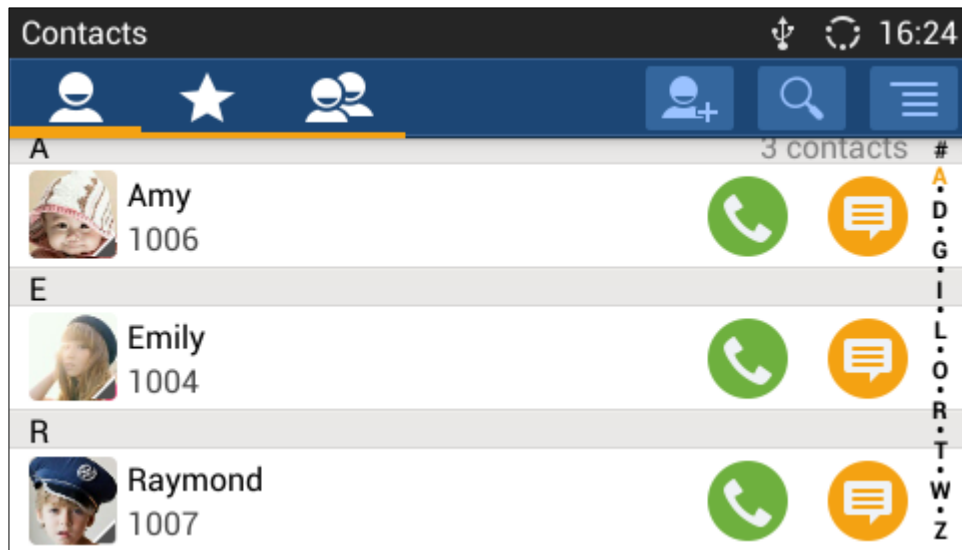 Contacts 16:24
A 3 contacts
Amy
1006
E
Emily
1004
R
Raymond
1007
#
A
D
G
I
L
O
R
T
W
Z